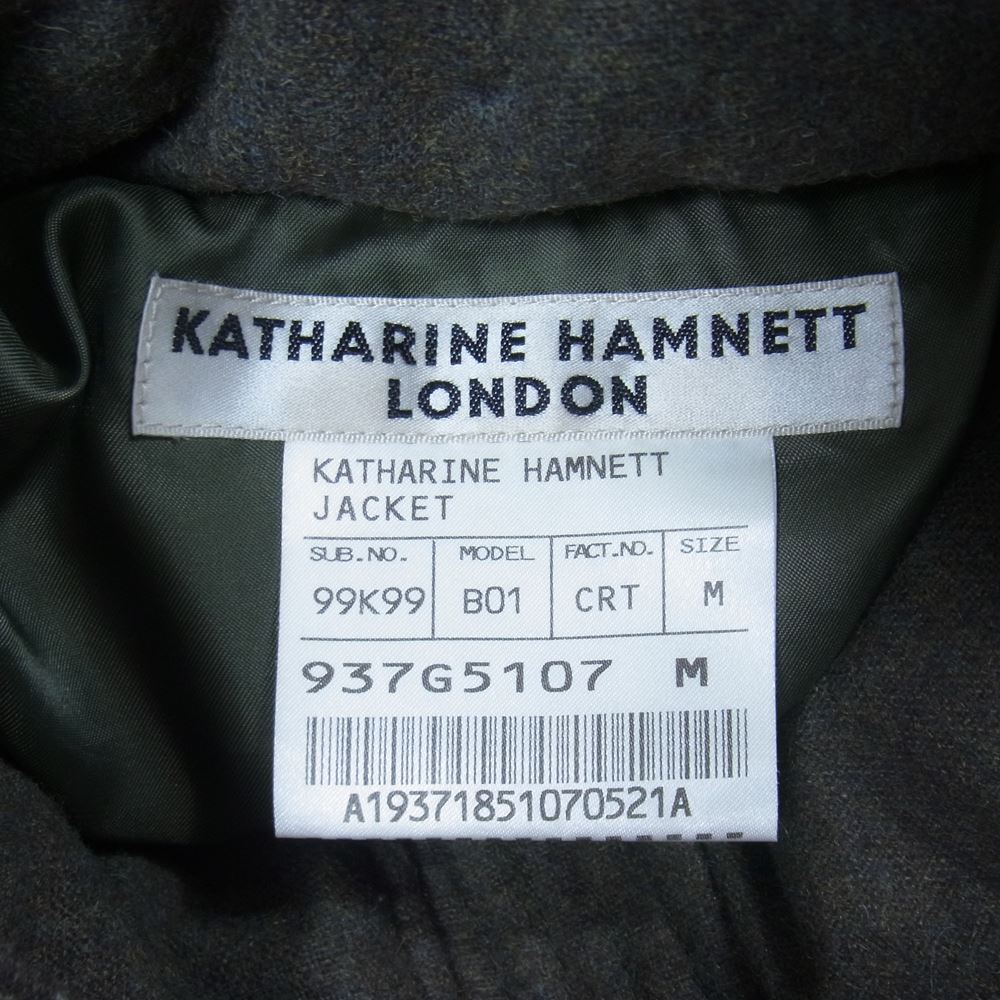 KATHARINE HAMNETT
LONDON
KATHARINE HAMNETT
JACKET
SUB.NO. MODEL FACT.NO. SIZE
99K99 B01 CRT M
937G5107 M
A19371851070521A